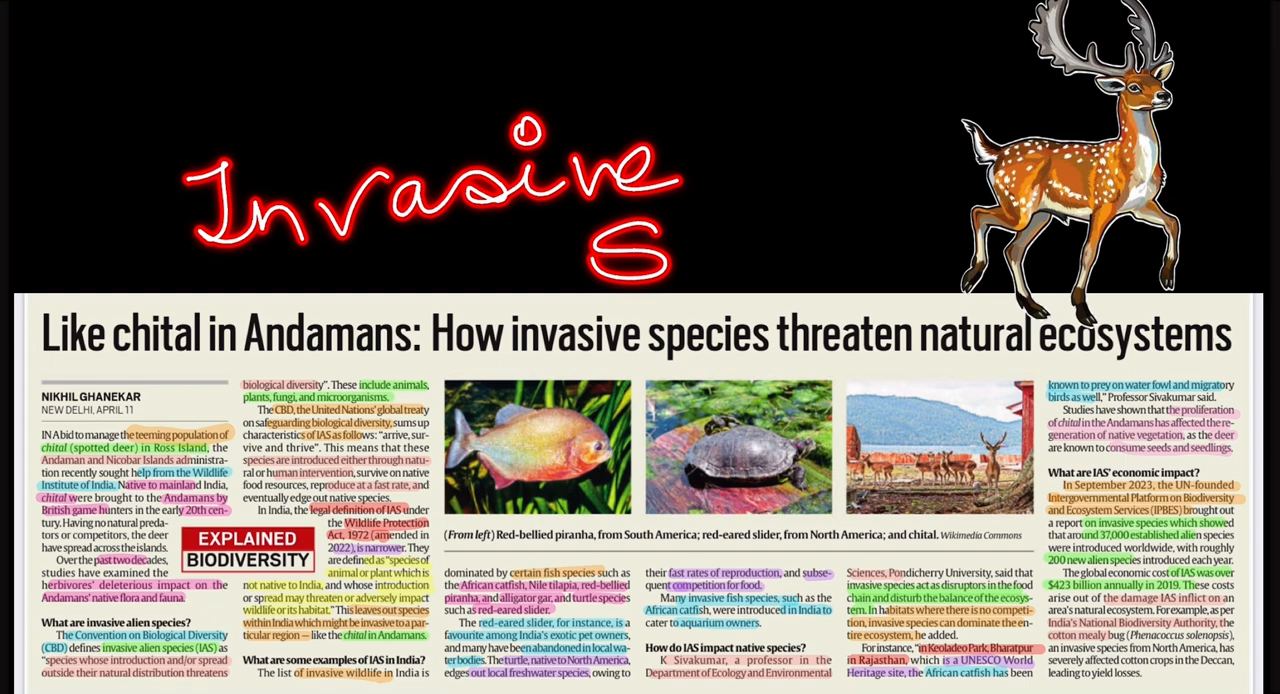 Invasive
S
Like chital in Andamans: How invasive species threaten natural ecosystems
NIKHIL GHANEKAR
NEW DELHI, APRIL 11
IN A bid to manage the teeming population of
chital (spotted deer) in Ross Island, the
Andaman and Nicobar Islands administra-
tion recently sought help from the Wildlife
Institute of India. Native to mainland India,
chital were brought to the Andamans by
British game hunters in the early 20th cen-
tury. Having no natural preda-
tors or competitors, the deer
have spread across the islands.
Over the past two decades,
studies have examined the
herbivores' deleterious impact on the
Andamans' native flora and fauna.
What are invasive alien species?
The Convention on Biological Diversity
(CBD) defines invasive alien species (IAS) as
"species whose introduction and/or spread
outside their natural distribution threatens
biological diversity". These include animals,
plants, fungi, and microorganisms.
The CBD, the United Nations' global treaty
on safeguarding biological diversity, sums up
characteristics of IAS as follows: "arrive, sur-
vive and thrive". This means that these
species are introduced either through natu-
ral or human intervention, survive on native
food resources, reproduce at a fast rate, and
eventually edge out native species.
In India, the legal definition of IAS under
the Wildlife Protection
Act, 1972 (amended in
2022), is narrower. They
are defined as "species of
animal or plant which is
not native to India, and whose introduction
or spread may threaten or adversely impact
wildlife or its habitat." This leaves out species
within India which might be invasive to a par-
ticular region — like the chital in Andamans.
What are some examples of IAS in India?
The list of invasive wildlife in India is
EXPLAINED
BIODIVERSITY
(From left) Red-bellied piranha, from South America; red-eared slider, from North America; and chital. Wikimedia Commons
dominated by certain fish species such as
the African catfish, Nile tilapia, red-bellied
piranha, and alligator gar, and turtle species
such as red-eared slider.
The red-eared slider, for instance, is a
favourite among India's exotic pet owners,
and many have been abandoned in local wa-
ter bodies. The turtle, native to North America,
edges out local freshwater species, owing to
their fast rates of reproduction, and subse-
quent competition for food.
Many invasive fish species, such as the
African catfish, were introduced in India to
cater to aquarium owners.
How do IAS impact native species?
K Sivakumar, a professor in the
Department of Ecology and Environmental
Sciences, Pondicherry University, said that
invasive species act as disruptors in the food
chain and disturb the balance of the ecosys-
tem. In habitats where there is no competi-
tion, invasive species can dominate the en-
tire ecosystem, he added.
For instance, "in Keoladeo Park, Bharatpur
in Rajasthan, which is a UNESCO World
Heritage site, the African catfish has been
known to prey on water fowl and migratory
birds as well," Professor Sivakumar said.
Studies have shown that the proliferation
of chital in the Andamans has affected the re-
generation of native vegetation, as the deer
are known to consume seeds and seedlings.
What are IAS' economic impact?
In September 2023, the UN-founded
Intergovernmental Platform on Biodiversity
and Ecosystem Services (IPBES) brought out
a report on invasive species which showed
that around 37,000 established alien species
were introduced worldwide, with roughly
200 new alien species introduced each year.
The global economic cost of IAS was over
$423 billion annually in 2019. These costs
arise out of the damage IAS inflict on an
area's natural ecosystem. For example, as per
India's National Biodiversity Authority, the
cotton mealy bug (Phenacoccus solenopsis),
an invasive species from North America, has
severely affected cotton crops in the Deccan,
leading to yield losses.